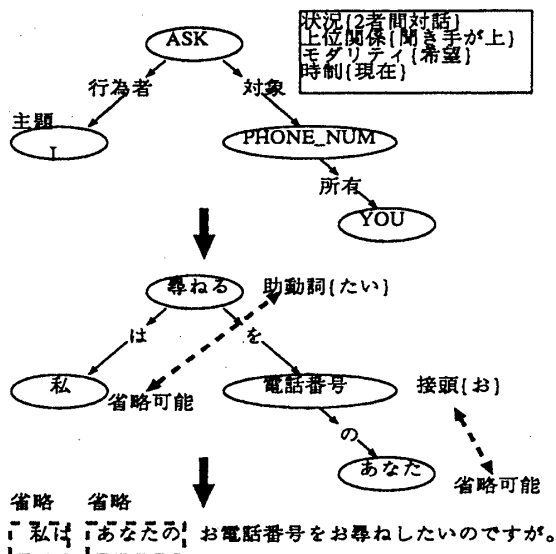 ASK
状況{2者間対話}
上位関係{聞き手が上}
モダリティ{希望}
時制{現在}
行為者
対象
主題
I
PHONE_NUM
所有
YOU
尋ねる
助動詞{たい}
は
を
私
省略可能
電話番号
接頭{お}
の
あなた
省略可能
省略 省略
私は あなたの お電話番号をお尋ねしたいのですが。